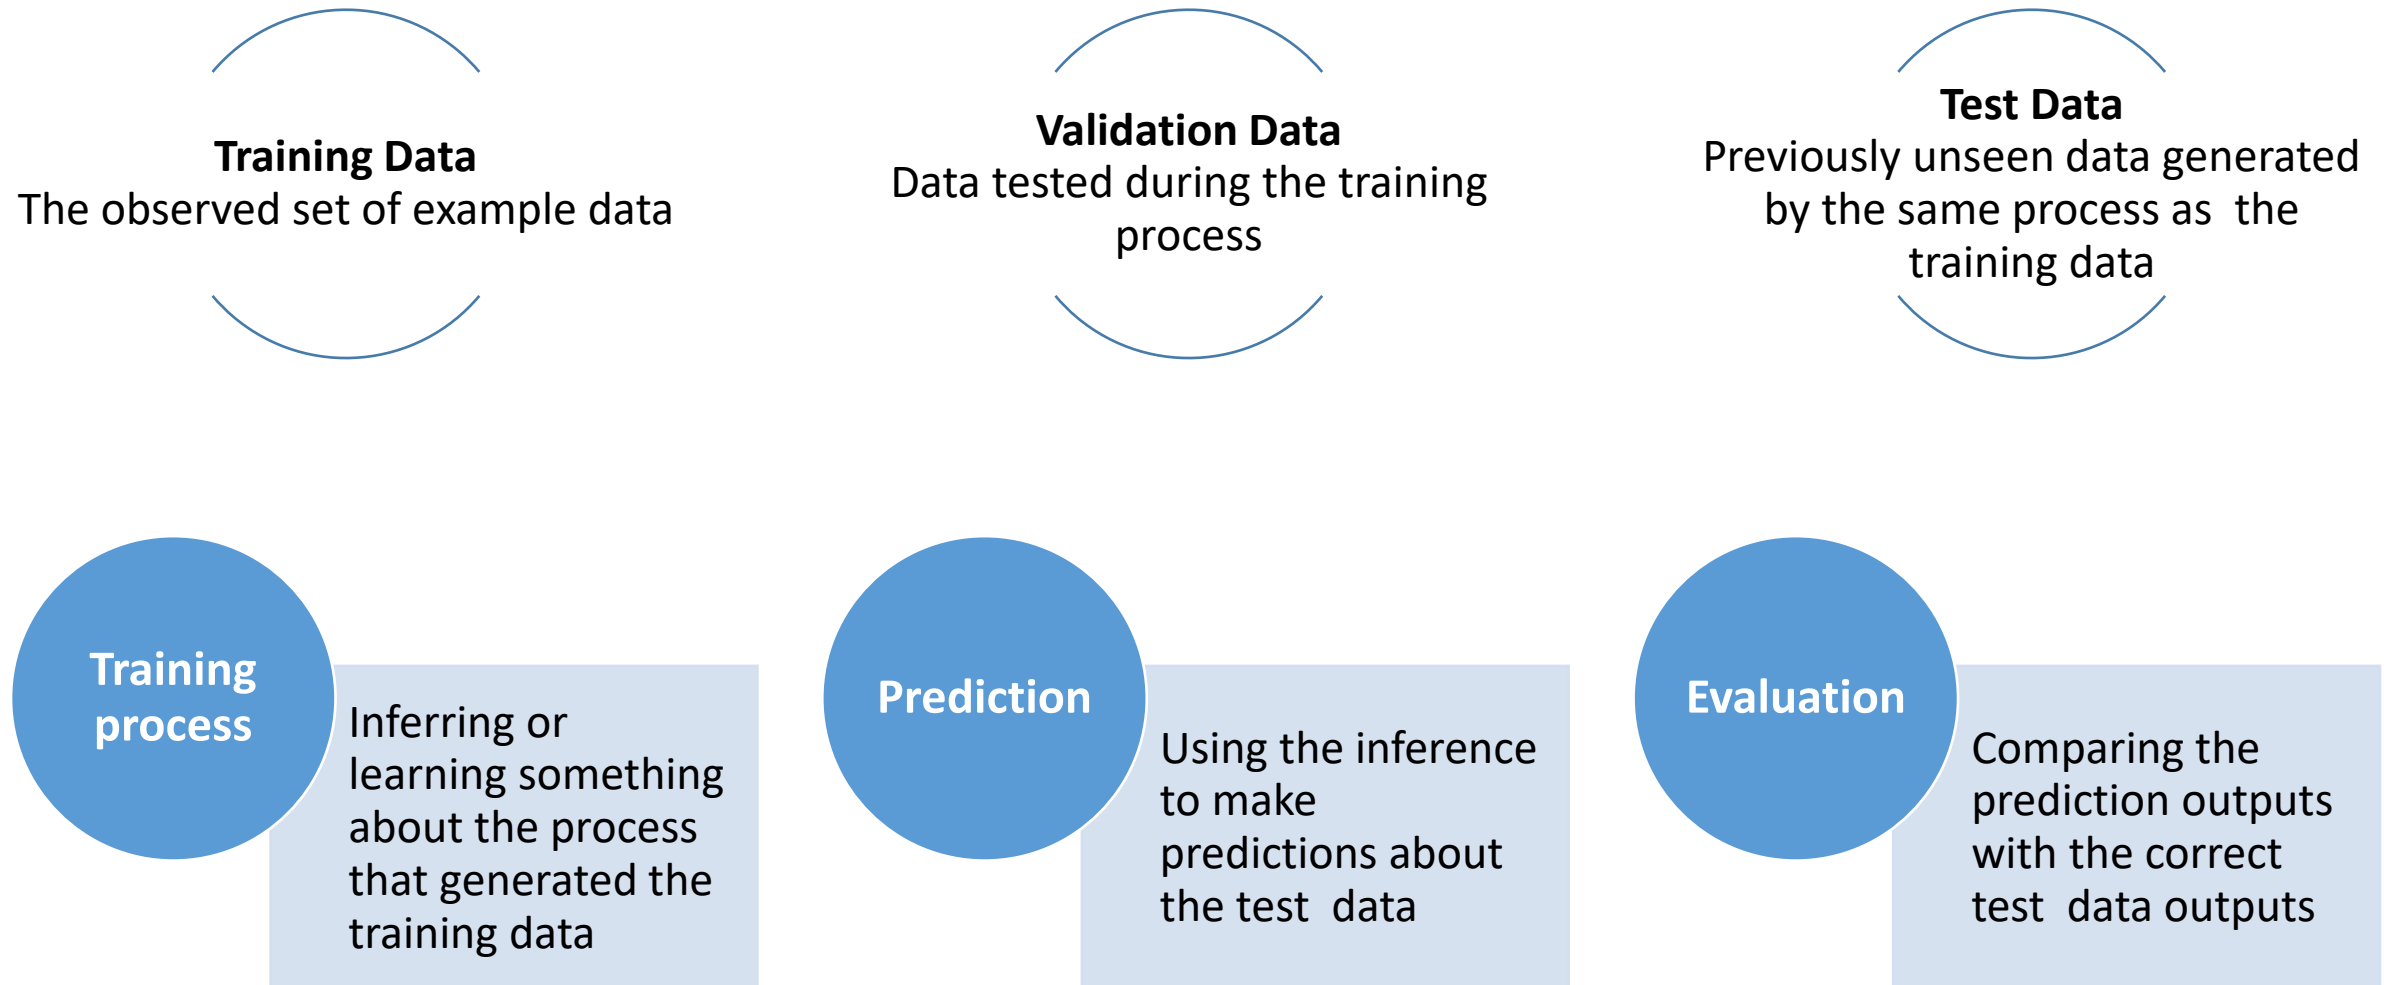 Training Data
The observed set of example data
Validation Data
Data tested during the training
process
Test Data
Previously unseen data generated
by the same process as  the
training data
Training
process
Inferring or
learning something
about the process
that generated the
training data
Prediction
Using the inference
to make
predictions about
the test  data
Evaluation
Comparing the
prediction outputs
with the correct
test  data outputs